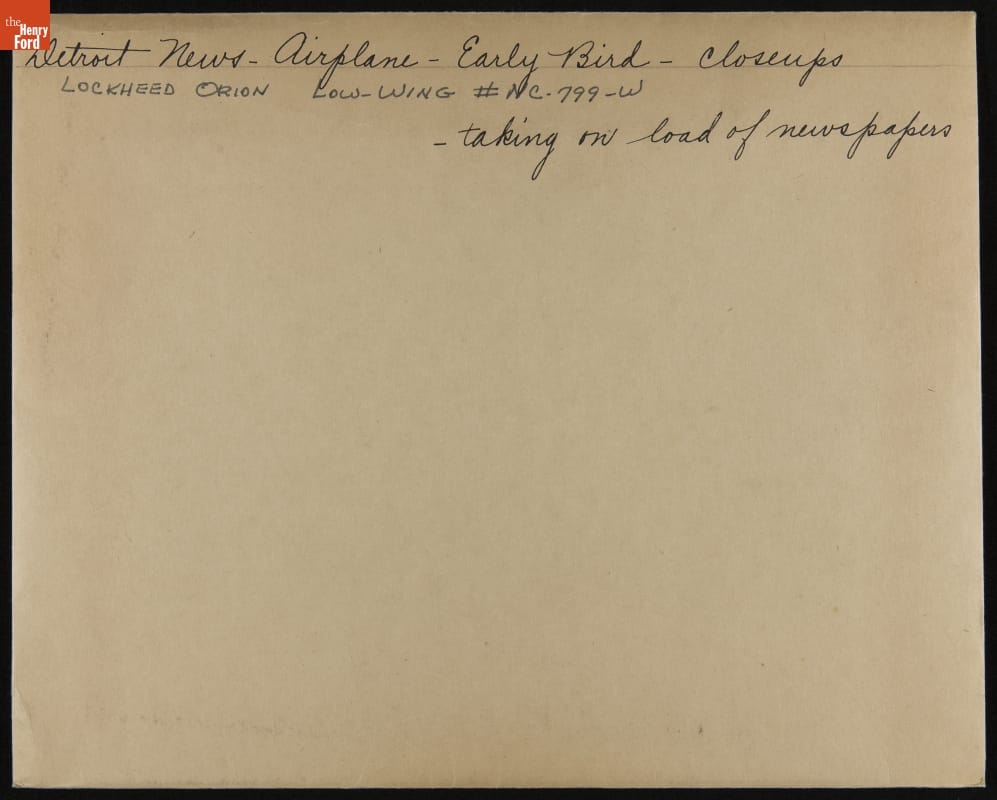 the
Henry
Ford
Detroit News - Airplane - Early Bird - closeups
LOCKHEED ORION LOW-WING #NC-799-W
- taking on load of newspapers